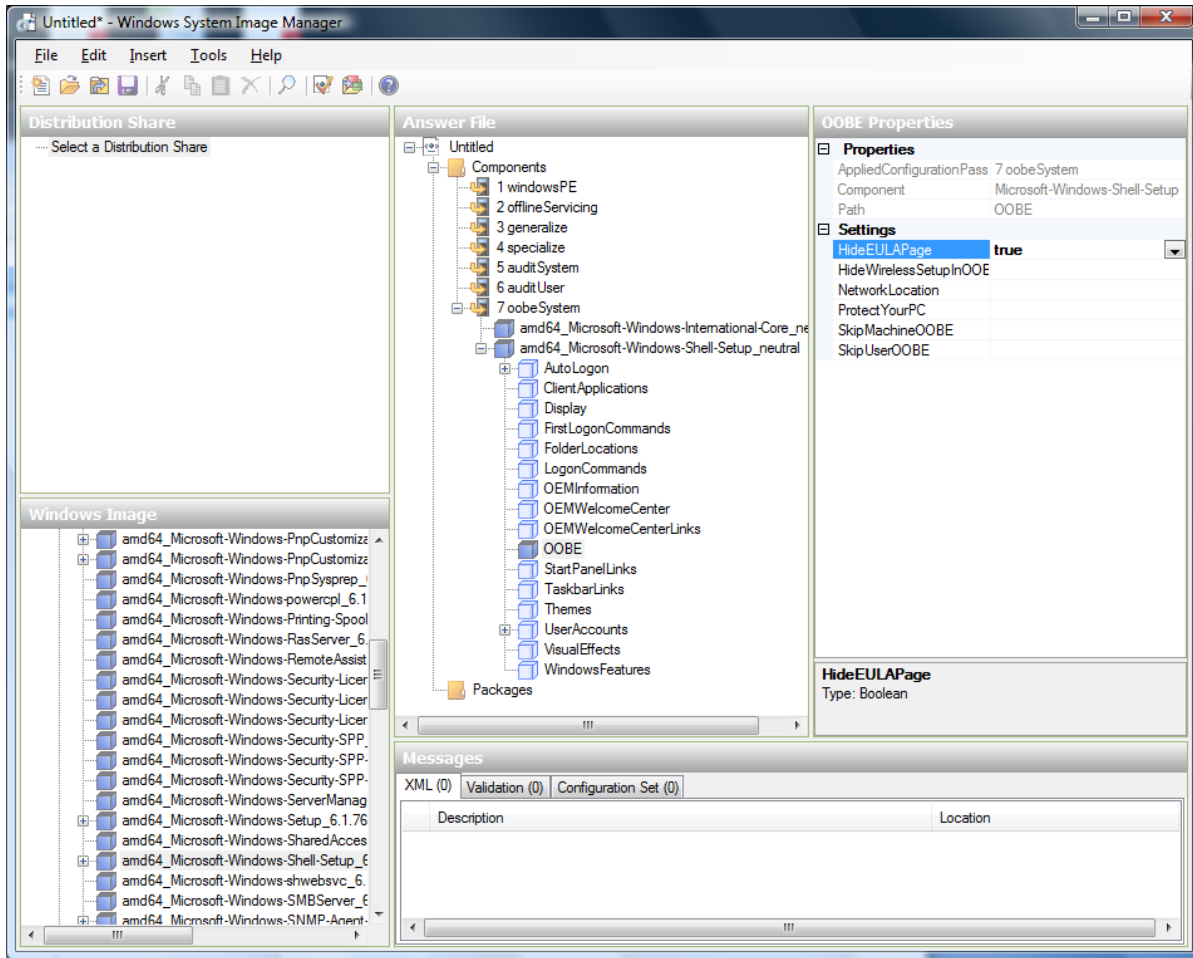 Untitled* - Windows System Image Manager
File Edit Insert Tools Help
Distribution Share
Select a Distribution Share
Windows Image
amd64_Microsoft-Windows-PnpCustomiza
amd64_Microsoft-Windows-PnpCustomiza
amd64_Microsoft-Windows-PnpSysprep_
amd64_Microsoft-Windows-powercpl_6.1
amd64_Microsoft-Windows-Printing-Spool
amd64_Microsoft-Windows-RasServer_6.
amd64_Microsoft-Windows-RemoteAssist
amd64_Microsoft-Windows-Security-Licer
amd64_Microsoft-Windows-Security-Licer
amd64_Microsoft-Windows-Security-Licer
amd64_Microsoft-Windows-Security-SPP_
amd64_Microsoft-Windows-Security-SPP-
amd64_Microsoft-Windows-Security-SPP-
amd64_Microsoft-Windows-ServerManag
amd64_Microsoft-Windows-Setup_6.1.76
amd64_Microsoft-Windows-SharedAcces
amd64_Microsoft-Windows-Shell-Setup_6
amd64_Microsoft-Windows-shwebsvc_6.
amd64_Microsoft-Windows-SMBServer_6
amd64_Microsoft-Windows-SNMP-Agent-
Answer File
Untitled
Components
1 windowsPE
2 offlineServicing
3 generalize
4 specialize
5 auditSystem
6 auditUser
7 oobeSystem
amd64_Microsoft-Windows-International-Core_ne
amd64_Microsoft-Windows-Shell-Setup_neutral
AutoLogon
ClientApplications
Display
FirstLogonCommands
FolderLocations
LogonCommands
OEMInformation
OEMWelcomeCenter
OEMWelcomeCenterLinks
OOBE
StartPanelLinks
TaskbarLinks
Themes
UserAccounts
VisualEffects
WindowsFeatures
Packages
OOBE Properties
Properties
AppliedConfigurationPass 7 oobeSystem
Component Microsoft-Windows-Shell-Setup
Path OOBE
Settings
HideEULAPage true
HideWirelessSetupInOOE
NetworkLocation
ProtectYourPC
SkipMachineOOBE
SkipUserOOBE
HideEULAPage
Type: Boolean
Messages
XML (0) Validation (0) Configuration Set (0)
Description Location